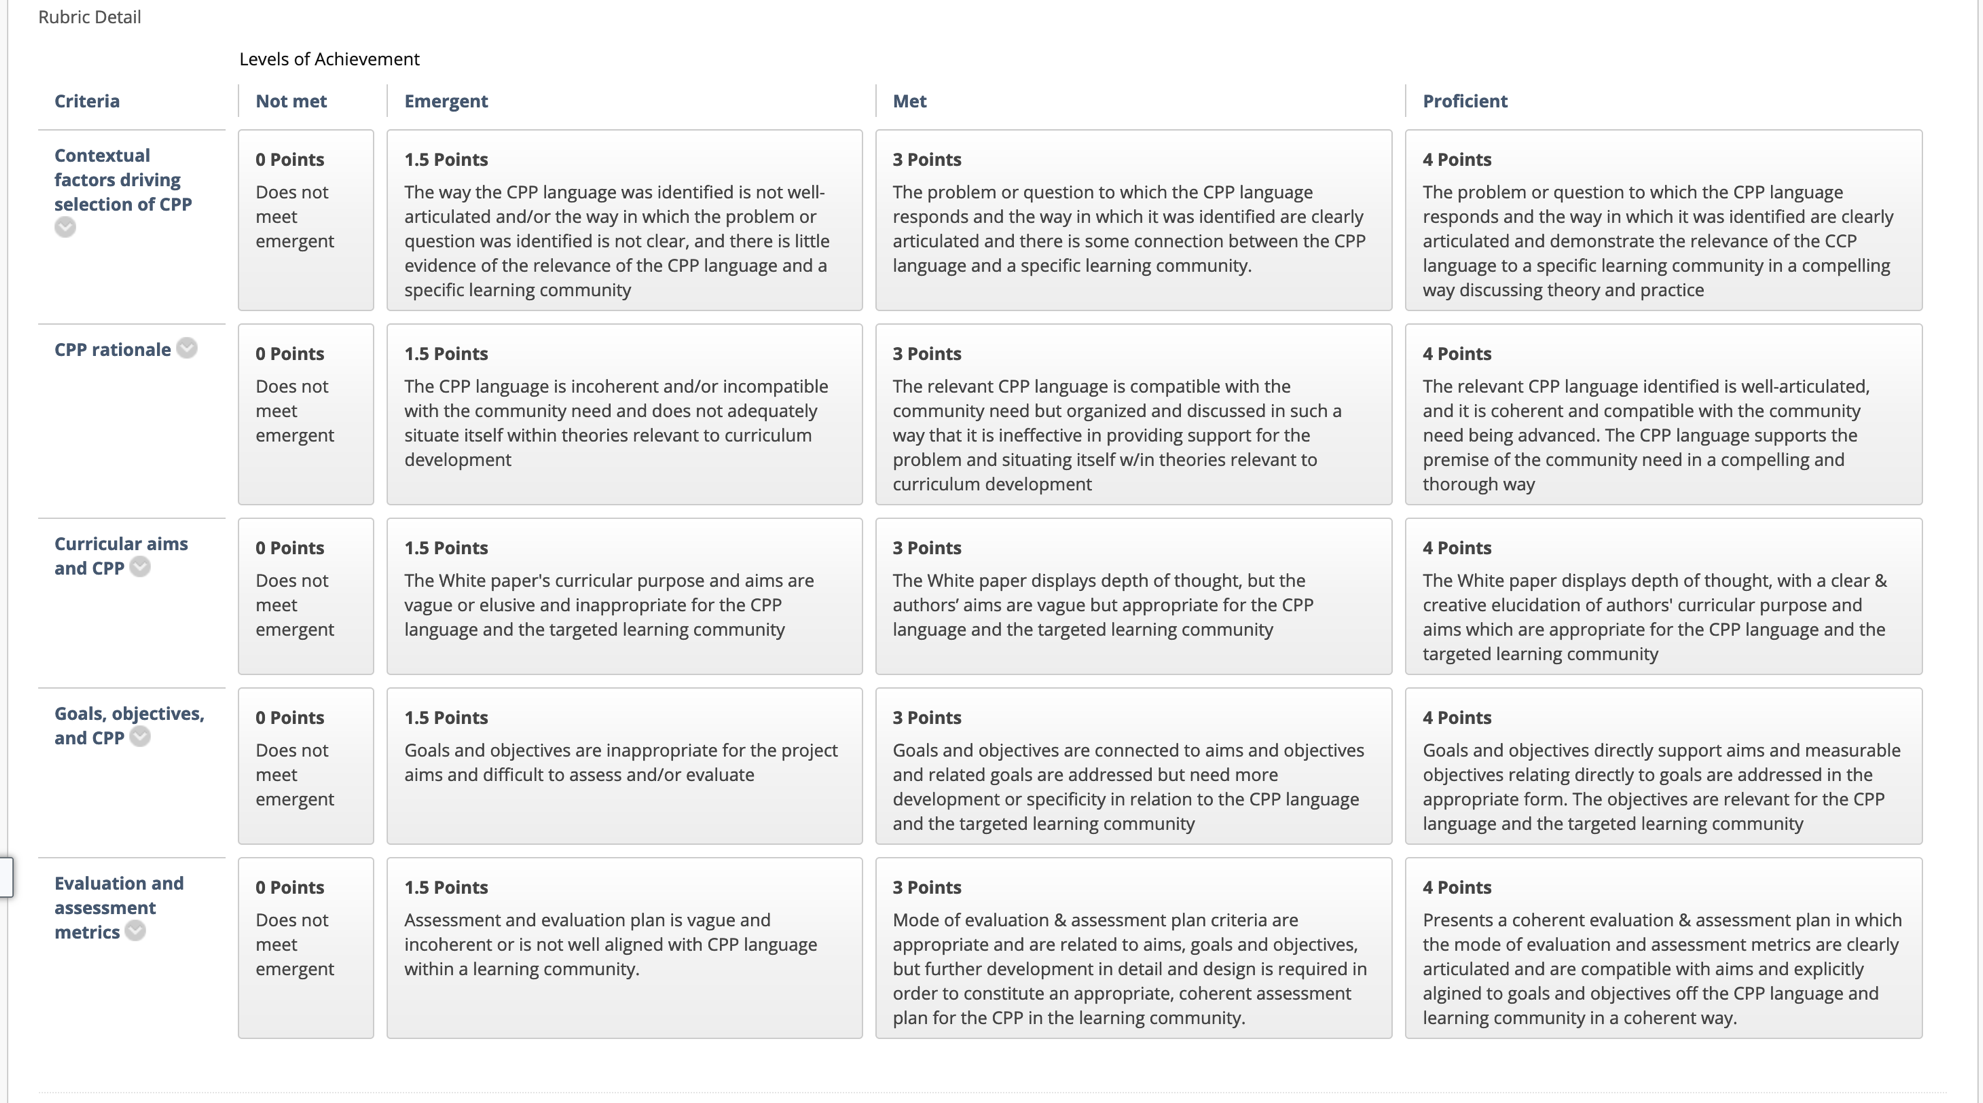 Rubric Detail
Levels of Achievement
Criteria
Not met
Emergent
Met
Proficient
Contextual
factors driving
selection of CPP
0 Points
Does not
meet
emergent
1.5 Points
The way the CPP language was identified is not well-
articulated and/or the way in which the problem or
question was identified is not clear, and there is little
evidence of the relevance of the CPP language and a
specific learning community
3 Points
The problem or question to which the CPP language
responds and the way in which it was identified are clearly
articulated and there is some connection between the CPP
language and a specific learning community.
4 Points
The problem or question to which the CPP language
responds and the way in which it was identified are clearly
articulated and demonstrate the relevance of the CCP
language to a specific learning community in a compelling
way discussing theory and practice
CPP rationale
0 Points
Does not
meet
emergent
1.5 Points
The CPP language is incoherent and/or incompatible
with the community need and does not adequately
situate itself within theories relevant to curriculum
development
3 Points
The relevant CPP language is compatible with the
community need but organized and discussed in such a
way that it is ineffective in providing support for the
problem and situating itself w/in theories relevant to
curriculum development
4 Points
The relevant CPP language identified is well-articulated,
and it is coherent and compatible with the community
need being advanced. The CPP language supports the
premise of the community need in a compelling and
thorough way
Curricular aims
and CPP
0 Points
Does not
meet
emergent
1.5 Points
The White paper's curricular purpose and aims are
vague or elusive and inappropriate for the CPP
language and the targeted learning community
3 Points
The White paper displays depth of thought, but the
authors’ aims are vague but appropriate for the CPP
language and the targeted learning community
4 Points
The White paper displays depth of thought, with a clear &
creative elucidation of authors' curricular purpose and
aims which are appropriate for the CPP language and the
targeted learning community
Goals, objectives,
and CPP
0 Points
Does not
meet
emergent
1.5 Points
Goals and objectives are inappropriate for the project
aims and difficult to assess and/or evaluate
3 Points
Goals and objectives are connected to aims and objectives
and related goals are addressed but need more
development or specificity in relation to the CPP language
and the targeted learning community
4 Points
Goals and objectives directly support aims and measurable
objectives relating directly to goals are addressed in the
appropriate form. The objectives are relevant for the CPP
language and the targeted learning community
Evaluation and
assessment
metrics
0 Points
Does not
meet
emergent
1.5 Points
Assessment and evaluation plan is vague and
incoherent or is not well aligned with CPP language
within a learning community.
3 Points
Mode of evaluation & assessment plan criteria are
appropriate and are related to aims, goals and objectives,
but further development in detail and design is required in
order to constitute an appropriate, coherent assessment
plan for the CPP in the learning community.
4 Points
Presents a coherent evaluation & assessment plan in which
the mode of evaluation and assessment metrics are clearly
articulated and are compatible with aims and explicitly
algined to goals and objectives off the CPP language and
learning community in a coherent way.